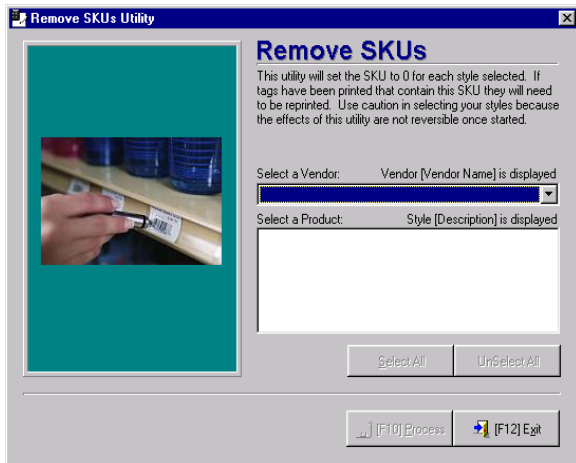 Remove SKUs Utility
Remove SKUs
This utility will set the SKU to 0 for each style selected. If
tags have been printed that contain this SKU they will need
to be reprinted. Use caution in selecting your styles because
the effects of this utility are not reversible once started.
Select a Vendor: Vendor [Vendor Name] is displayed
Select a Product: Style [Description] is displayed
Select All UnSelect All
[F10] Process [F12] Exit